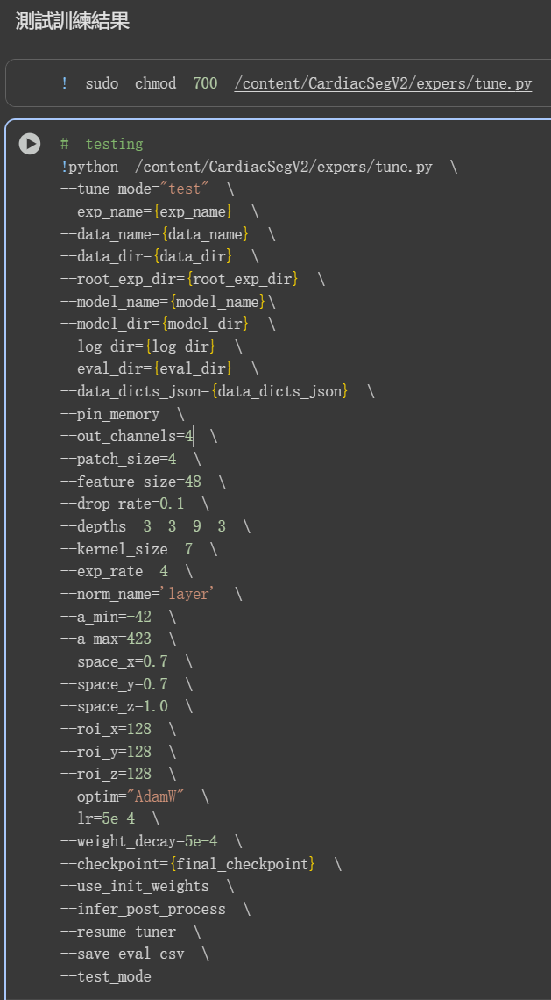 測試訓練結果
! sudo chmod 700 /content/CardiacSegV2/expers/tune.py
# testing
!python /content/CardiacSegV2/expers/tune.py \
--tune_mode="test" \
--exp_name={exp_name} \
--data_name={data_name} \
--data_dir={data_dir} \
--root_exp_dir={root_exp_dir} \
--model_name={model_name}\
--model_dir={model_dir} \
--log_dir={log_dir} \
--eval_dir={eval_dir} \
--data_dicts_json={data_dicts_json} \
--pin_memory \
--out_channels=4 \
--patch_size=4 \
--feature_size=48 \
--drop_rate=0.1 \
--depths 3 3 9 3 \
--kernel_size 7 \
--exp_rate 4 \
--norm_name='layer' \
--a_min=-42 \
--a_max=423 \
--space_x=0.7 \
--space_y=0.7 \
--space_z=1.0 \
--roi_x=128 \
--roi_y=128 \
--roi_z=128 \
--optim="AdamW" \
--lr=5e-4 \
--weight_decay=5e-4 \
--checkpoint={final_checkpoint} \
--use_init_weights \
--infer_post_process \
--resume_tuner \
--save_eval_csv \
--test_mode